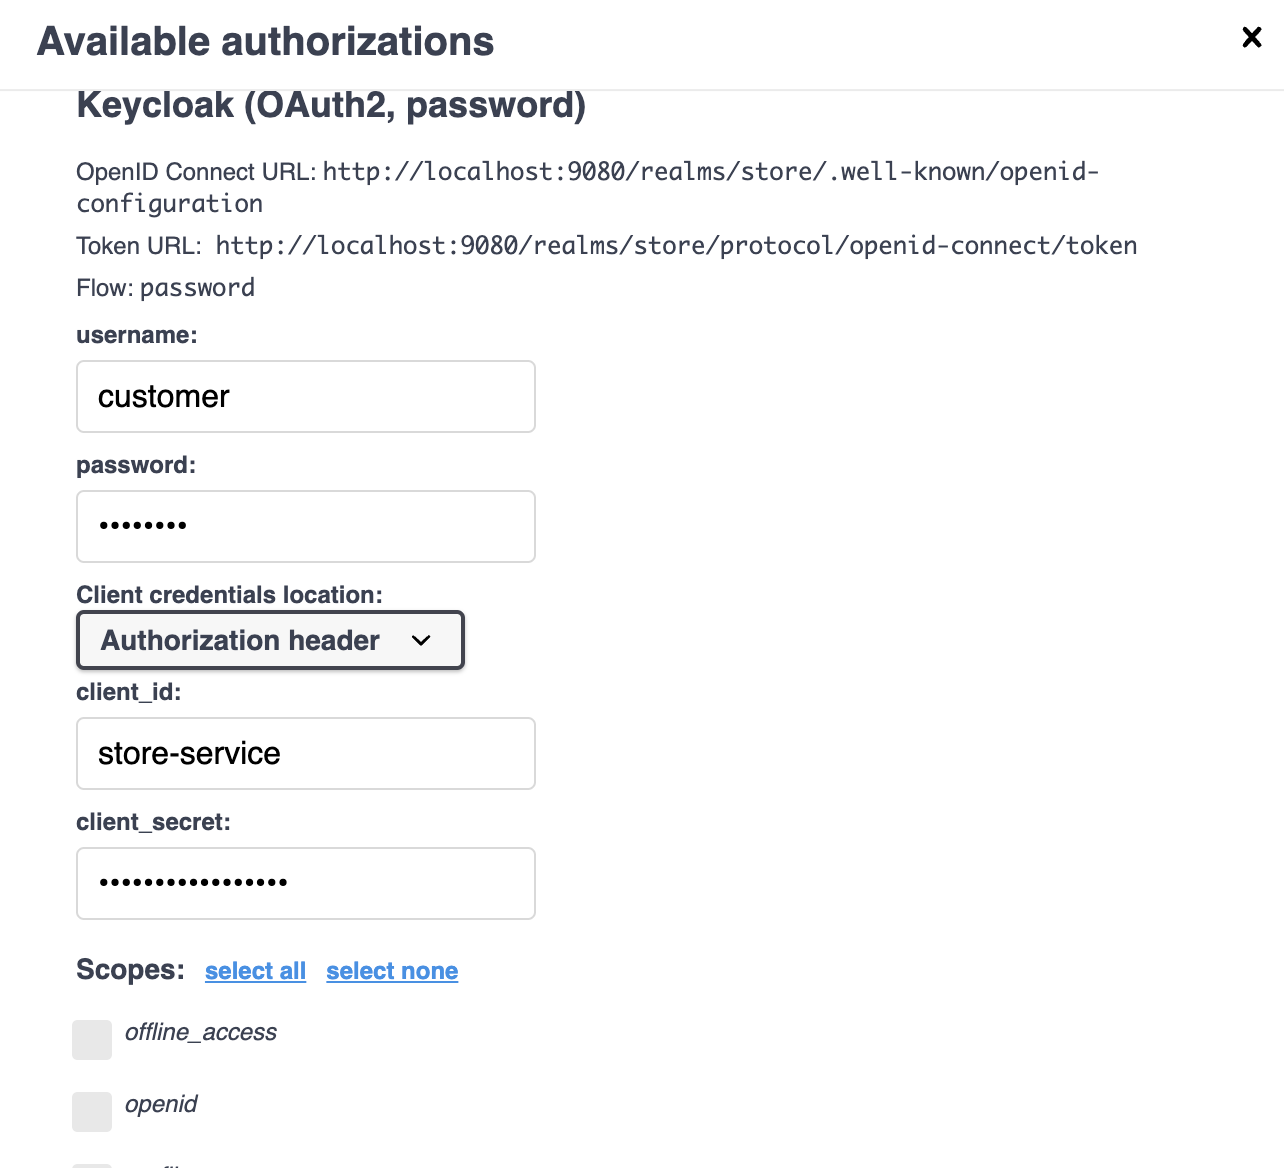 Available authorizations
Keycloak (OAuth2, password)
OpenID Connect URL: http://localhost:9080/realms/store/.well-known/openid-
configuration
Token URL: http://localhost:9080/realms/store/protocol/openid-connect/token
Flow: password
username:
customer
password:
••••••••
Client credentials location:
Authorization header
client_id:
store-service
client_secret:
•••••••••••••••••
Scopes: select all select none
offline_access
openid